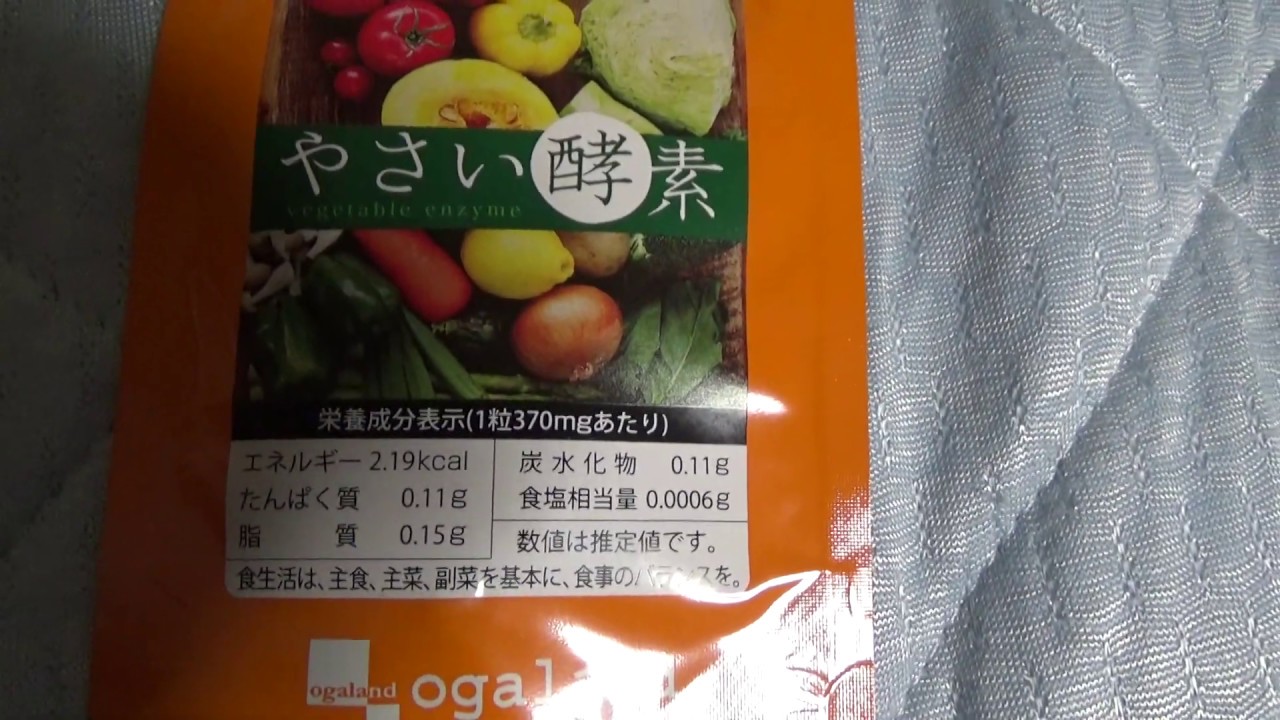 やさい酵素
vegetable enzyme
栄養成分表示(1粒370mgあたり)
エネルギー 2.19kcal
たんぱく質 0.11g
脂質 0.15g
炭水化物 0.11g
食塩相当量 0.0006g
数値は推定値です。
食生活は、主食、主菜、副菜を基本に、食事のバランスを。
ogaland
ogaland